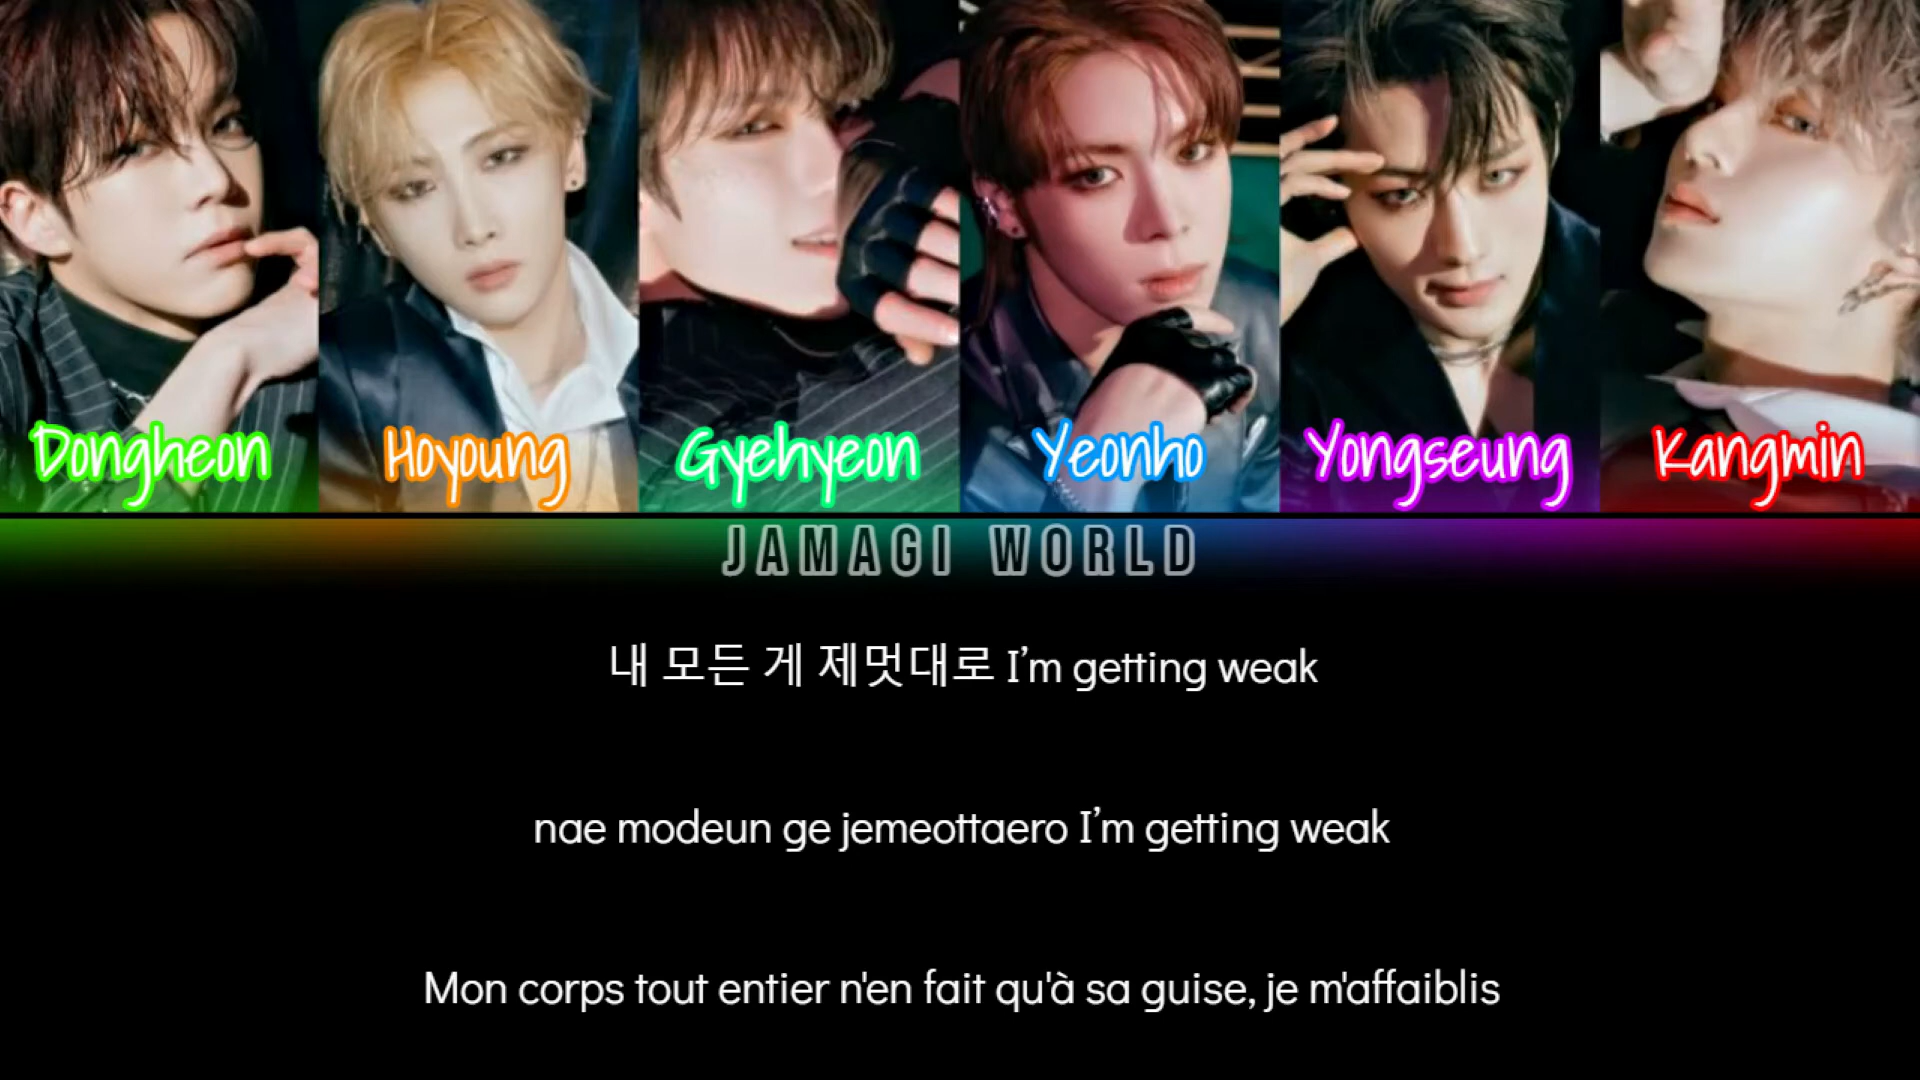 Dongheon
Hoyoung
Gyehyeon
Yeonho
Yongseung
Kangmin
JAMAGI WORLD
내 모든 게 제멋대로 I’m getting weak
nae modeun ge jemeottaero I’m getting weak
Mon corps tout entier n'en fait qu'à sa guise, je m'affaiblis